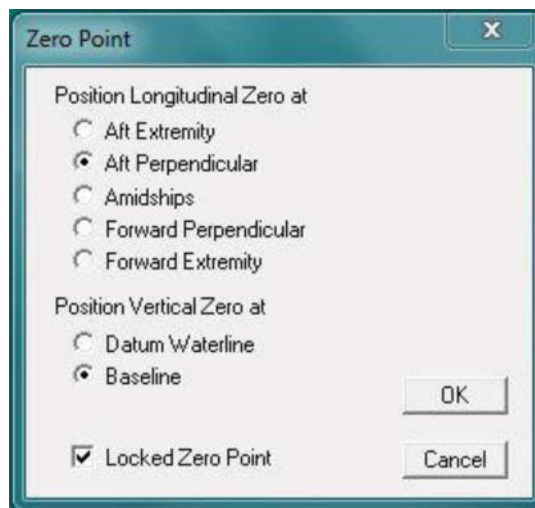 Zero Point
Position Longitudinal Zero at
Aft Extremity
Aft Perpendicular
Amidships
Forward Perpendicular
Forward Extremity
Position Vertical Zero at
Datum Waterline
Baseline
OK
Locked Zero Point
Cancel